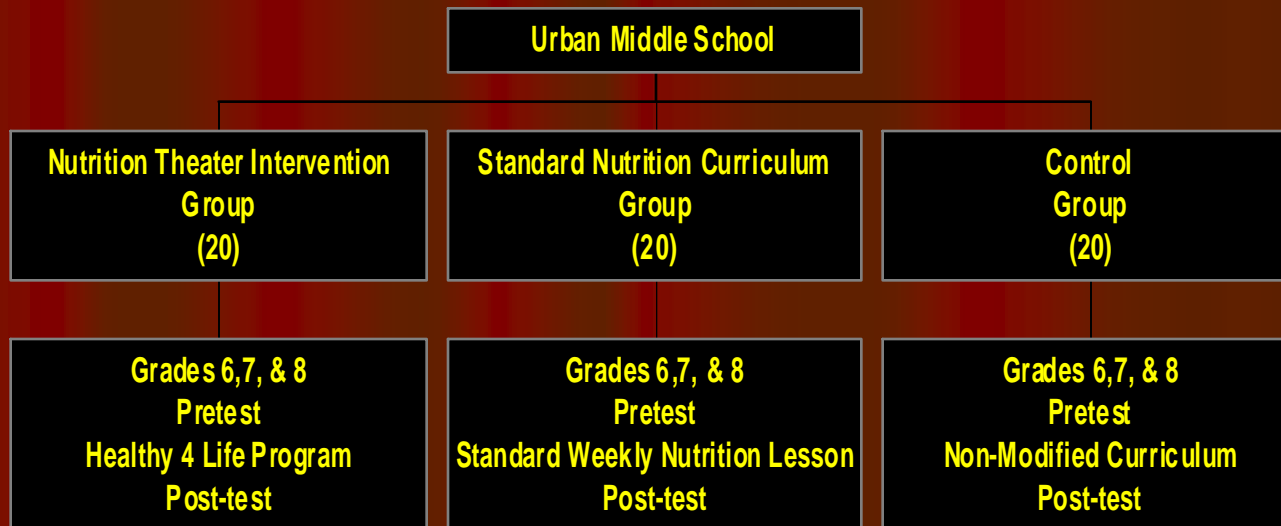 Urban Middle School
Nutrition Theater Intervention
Group
(20)
Standard Nutrition Curriculum
Group
(20)
Control
Group
(20)
Grades 6,7, & 8
Pretest
Healthy 4 Life Program
Post-test
Grades 6,7, & 8
Pretest
Standard Weekly Nutrition Lesson
Post-test
Grades 6,7, & 8
Pretest
Non-Modified Curriculum
Post-test